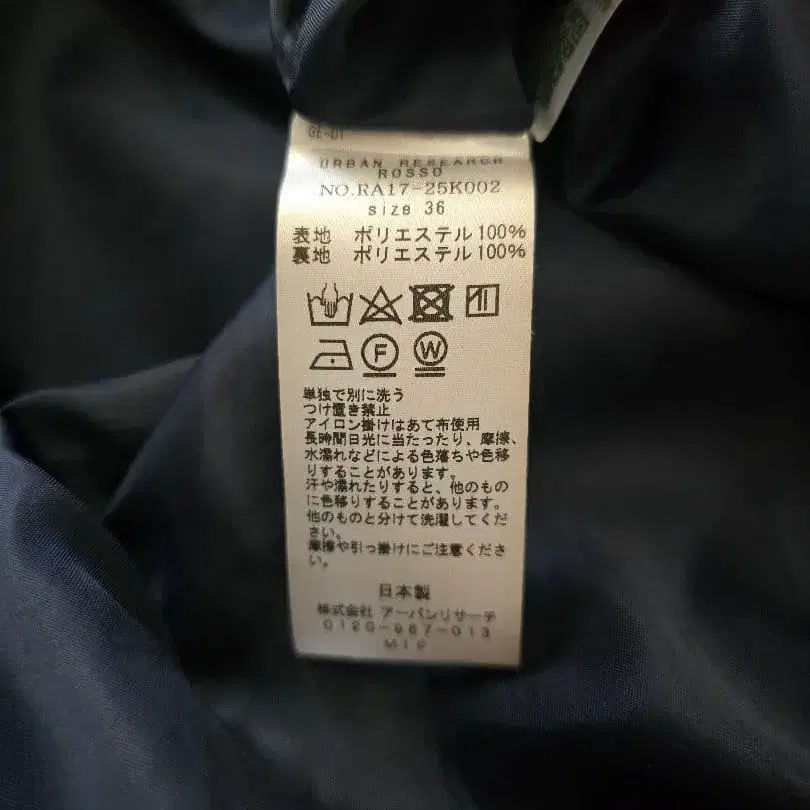 GE-01
URBAN RESEARCH
ROSSO
NO.RA17-25K002
size 36
表地 ポリエステル100%
裏地 ポリエステル100%
F W
単独で別に洗う
つけ置き禁止
アイロン掛けはあて布使用
長時間日光に当たったり、摩擦、
水濡れなどによる色落ちや色移
りすることがあります。
汗や濡れたりすると、他のもの
に色移りすることがあります。
他のものと分けて洗濯してくだ
さい。
摩擦や引っ掛けにご注意くださ
い。
日本製
株式会社 アーバンリサーチ
0120-967-013